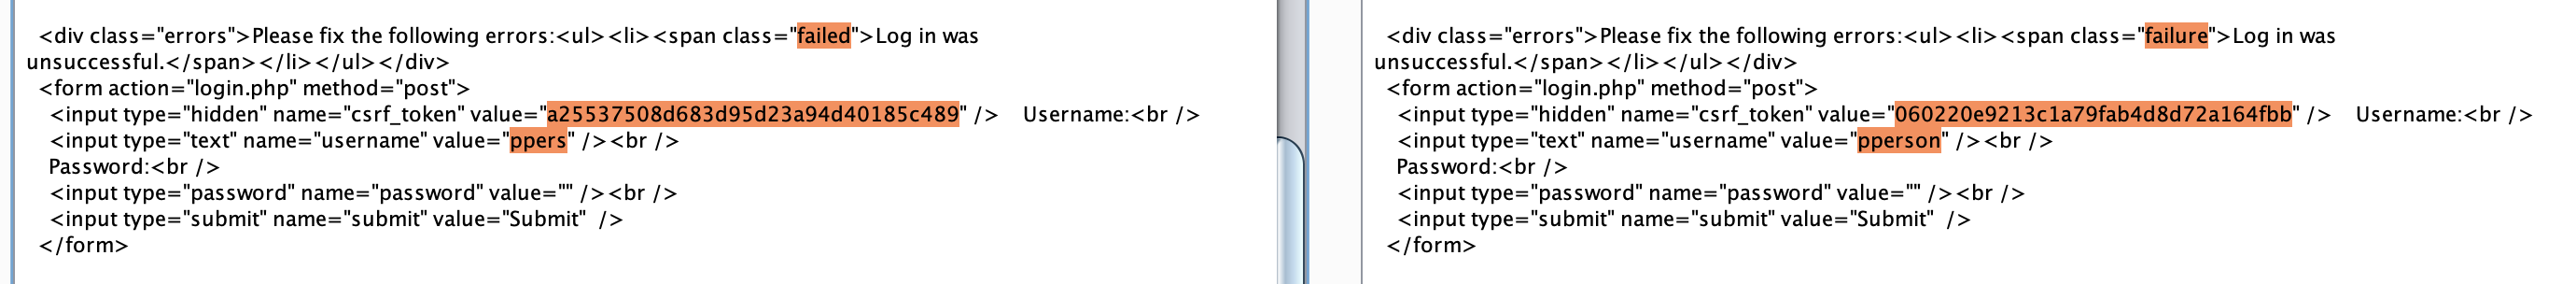 <div class="errors">Please fix the following errors:<ul><li><span class="failed">Log in was
unsuccessful.</span></li></ul></div>
<form action="login.php" method="post">
<input type="hidden" name="csrf_token" value="a25537508d683d95d23a94d40185c489" />    Username:<br />
<input type="text" name="username" value="ppers" /><br />
Password:<br />
<input type="password" name="password" value="" /><br />
<input type="submit" name="submit" value="Submit"  />
</form>
<div class="errors">Please fix the following errors:<ul><li><span class="failure">Log in was
unsuccessful.</span></li></ul></div>
<form action="login.php" method="post">
<input type="hidden" name="csrf_token" value="060220e9213c1a79fab4d8d72a164fbb" />    Username:<br />
<input type="text" name="username" value="pperson" /><br />
Password:<br />
<input type="password" name="password" value="" /><br />
<input type="submit" name="submit" value="Submit"  />
</form>